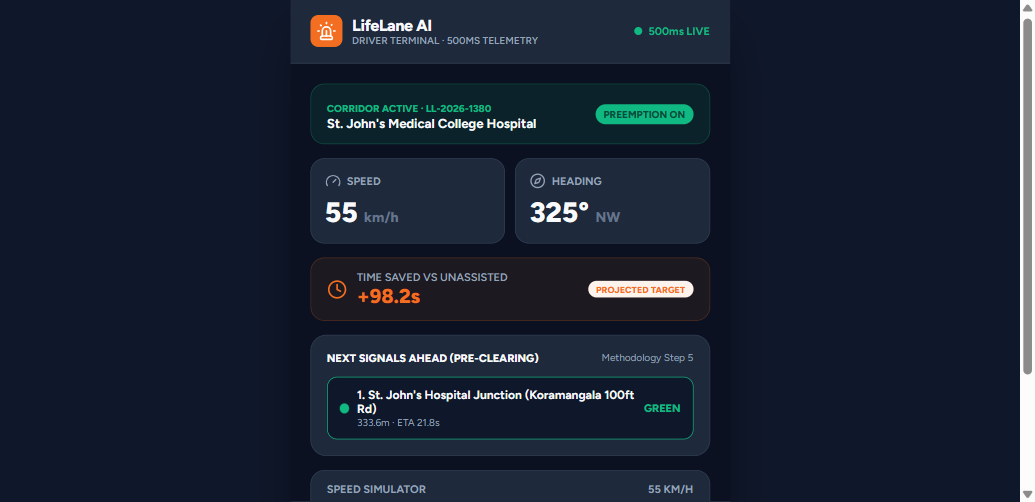 LifeLane AI
DRIVER TERMINAL · 500MS TELEMETRY
500ms LIVE
CORRIDOR ACTIVE · LL-2026-1380
St. John's Medical College Hospital
PREEMPTION ON
SPEED
55 km/h
HEADING
325° NW
TIME SAVED VS UNASSISTED
+98.2s
PROJECTED TARGET
NEXT SIGNALS AHEAD (PRE-CLEARING)
Methodology Step 5
1. St. John's Hospital Junction (Koramangala 100ft
Rd)
333.6m · ETA 21.8s
GREEN
SPEED SIMULATOR
55 KM/H